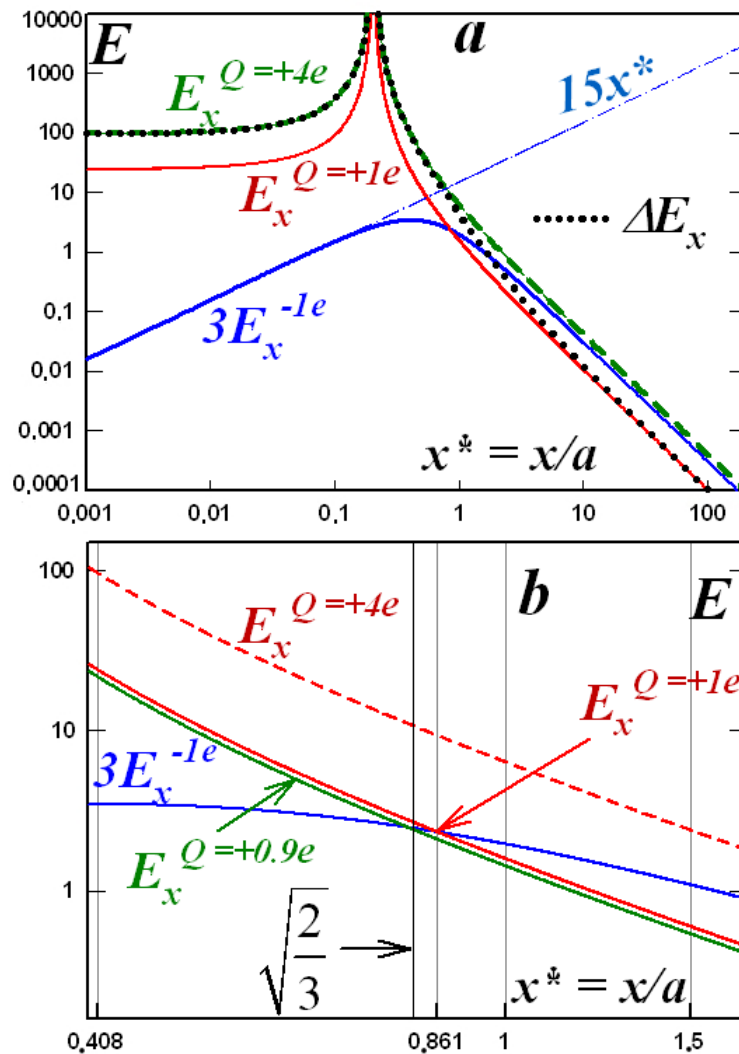 10000
1000
100
10
1
0.1
0.01
0.001
0.0001
E
a
E_x^{Q=+4e}
15x*
E_x^{Q=+1e}
ΔE_x
3E_x^{-1e}
x* = x/a
0.001 0.01 0.1 1 10 100
100
10
1
b
E
E_x^{Q=+4e}
E_x^{Q=+1e}
3E_x^{-1e}
E_x^{Q=+0.9e}
√(2/3)
x* = x/a
0.408 0.861 1 1.5